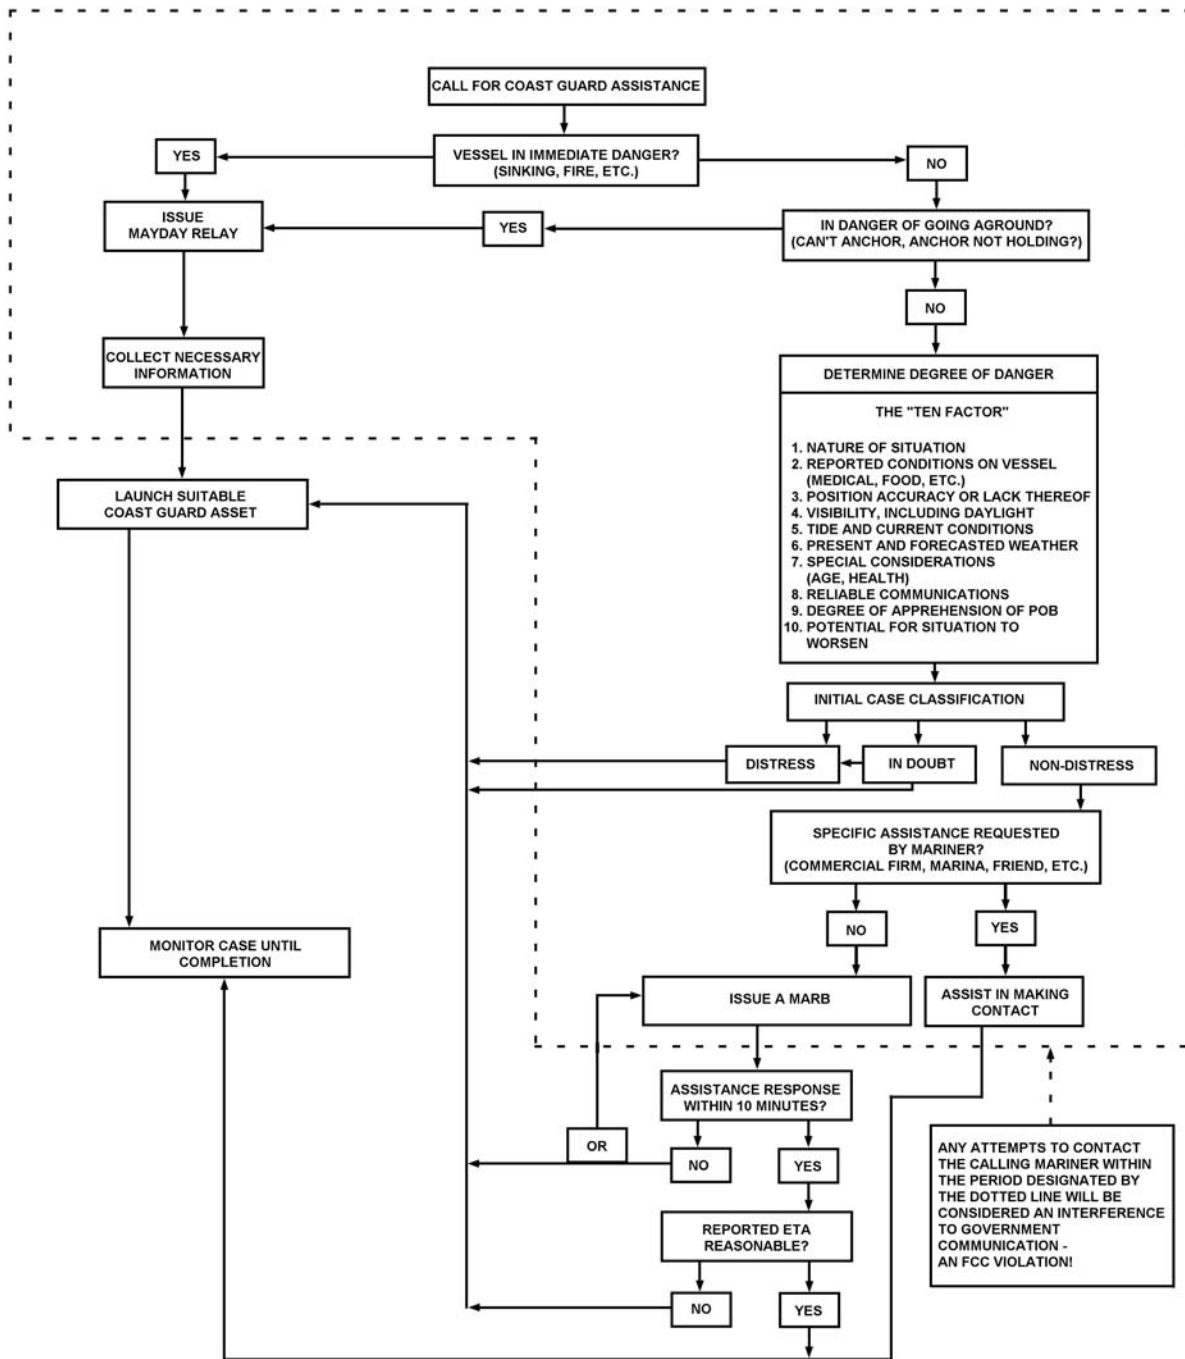 CALL FOR COAST GUARD ASSISTANCE
YES
VESSEL IN IMMEDIATE DANGER?
(SINKING, FIRE, ETC.)
NO
ISSUE
MAYDAY RELAY
YES
IN DANGER OF GOING AGROUND?
(CAN'T ANCHOR, ANCHOR NOT HOLDING?)
NO
COLLECT NECESSARY
INFORMATION
DETERMINE DEGREE OF DANGER
THE "TEN FACTOR"
1. NATURE OF SITUATION
2. REPORTED CONDITIONS ON VESSEL
(MEDICAL, FOOD, ETC.)
3. POSITION ACCURACY OR LACK THEREOF
4. VISIBILITY, INCLUDING DAYLIGHT
5. TIDE AND CURRENT CONDITIONS
6. PRESENT AND FORECASTED WEATHER
7. SPECIAL CONSIDERATIONS
(AGE, HEALTH)
8. RELIABLE COMMUNICATIONS
9. DEGREE OF APPREHENSION OF POB
10. POTENTIAL FOR SITUATION TO
WORSEN
LAUNCH SUITABLE
COAST GUARD ASSET
INITIAL CASE CLASSIFICATION
DISTRESS
IN DOUBT
NON-DISTRESS
SPECIFIC ASSISTANCE REQUESTED
BY MARINER?
(COMMERCIAL FIRM, MARINA, FRIEND, ETC.)
NO
YES
MONITOR CASE UNTIL
COMPLETION
ISSUE A MARB
ASSIST IN MAKING
CONTACT
ASSISTANCE RESPONSE
WITHIN 10 MINUTES?
OR
NO
YES
ANY ATTEMPTS TO CONTACT
THE CALLING MARINER WITHIN
THE PERIOD DESIGNATED BY
THE DOTTED LINE WILL BE
CONSIDERED AN INTERFERENCE
TO GOVERNMENT
COMMUNICATION -
AN FCC VIOLATION!
REPORTED ETA
REASONABLE?
NO
YES